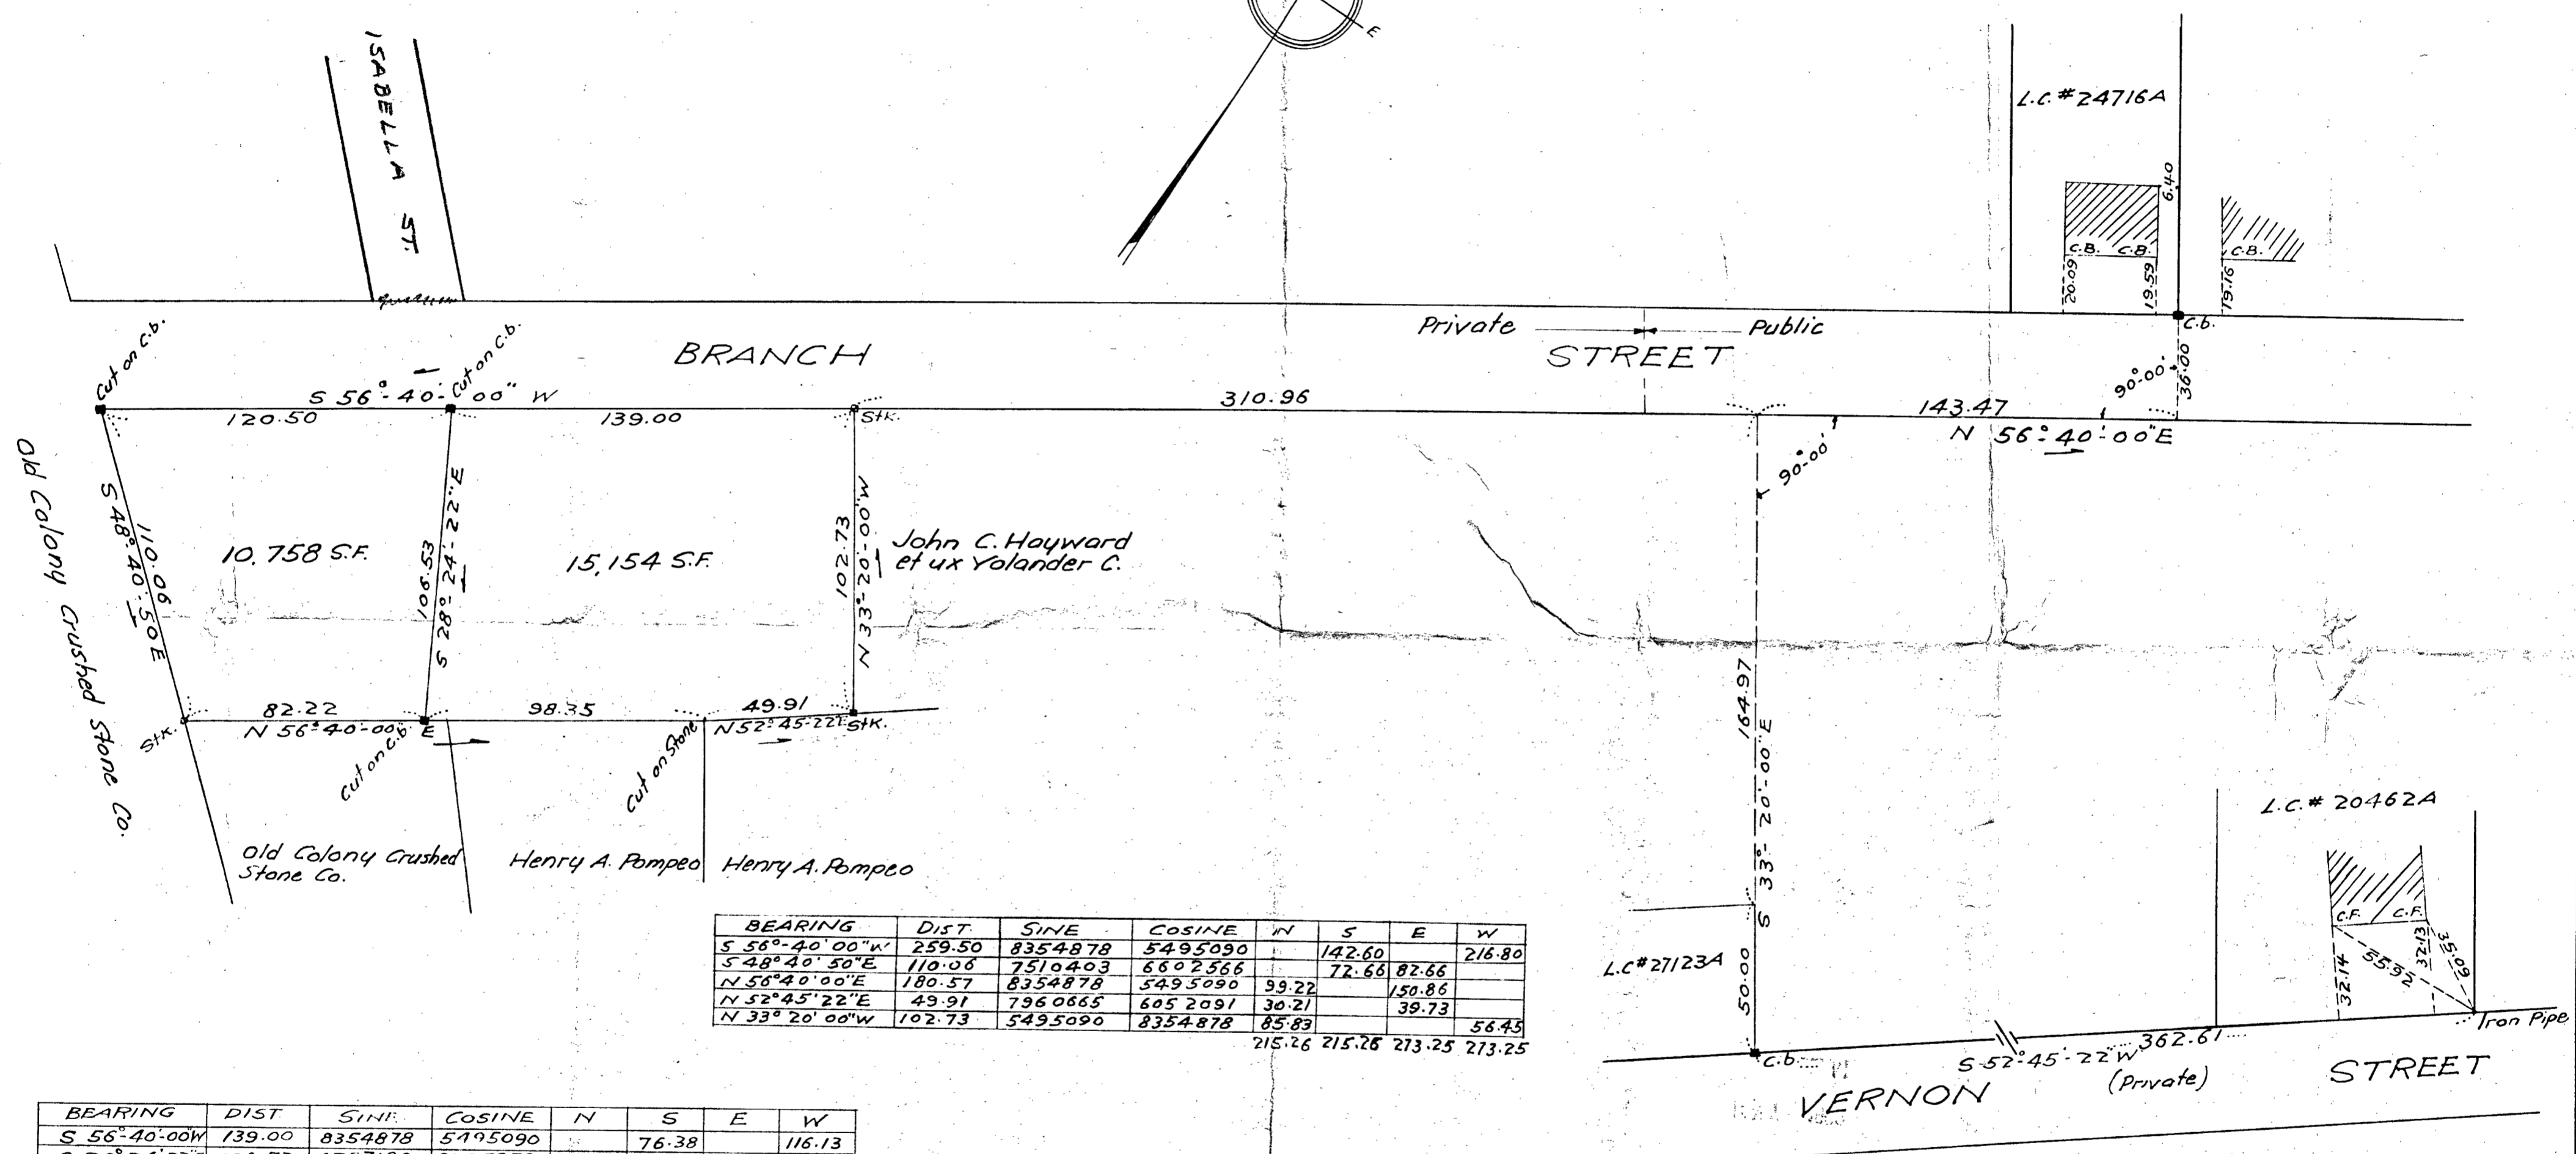 E
ISABELLA ST.
L.C.#24716A
6.40
C.B. C.B.
C.B.
20.09
19.59
19.16
Private Public
C.b.
BRANCH STREET
36.00
90°-00'
Cut on C.b.
Cut on C.b.
S 56°-40'-00" W
120.50
139.00
Stk.
310.96
143.47
N 56°-40'-00"E
90°-00'
Old Colony Crushed Stone Co.
110.06
S 48°-40'-50"E
10,758 S.F.
106.53
S 28°-24'-22"E
15,154 S.F.
102.73
N 33°-20'-00"W
John C. Hayward
et ux Yolander C.
164.97
S 33°-20'-00"E
82.22
98.35
49.91
Stk.
N 56°-40'-00" E
N 52°-45'-22"
Stk.
Cut on C.b.
Cut on Stone
Old Colony Crushed
Stone Co.
Henry A. Pompeo
Henry A. Pompeo
L.C.# 20462A
C.F. C.F.
32.14
55.95
32.13
35.09
L.C#27123A
50.00
C.b.
Iron Pipe
362.61
S-52°-45'-22"W
(Private)
VERNON STREET
BEARING DIST. SINE COSINE N S E W
S 56°-40'00"W 259.50 8354878 5495090 142.60 216.80
S 48°40'50"E 110.06 7510403 6602566 72.66 82.66
N 56°40'00"E 180.57 8354878 5495090 99.22 150.86
N 52°45'22"E 49.91 7960665 6052091 30.21 39.73
N 33°20'00"W 102.73 5495090 8354878 85.83 56.45
215.26 215.26 273.25 273.25
BEARING DIST. SINE COSINE N S E W
S 56°-40'-00"W 139.00 8354878 5495090 76.38 116.13